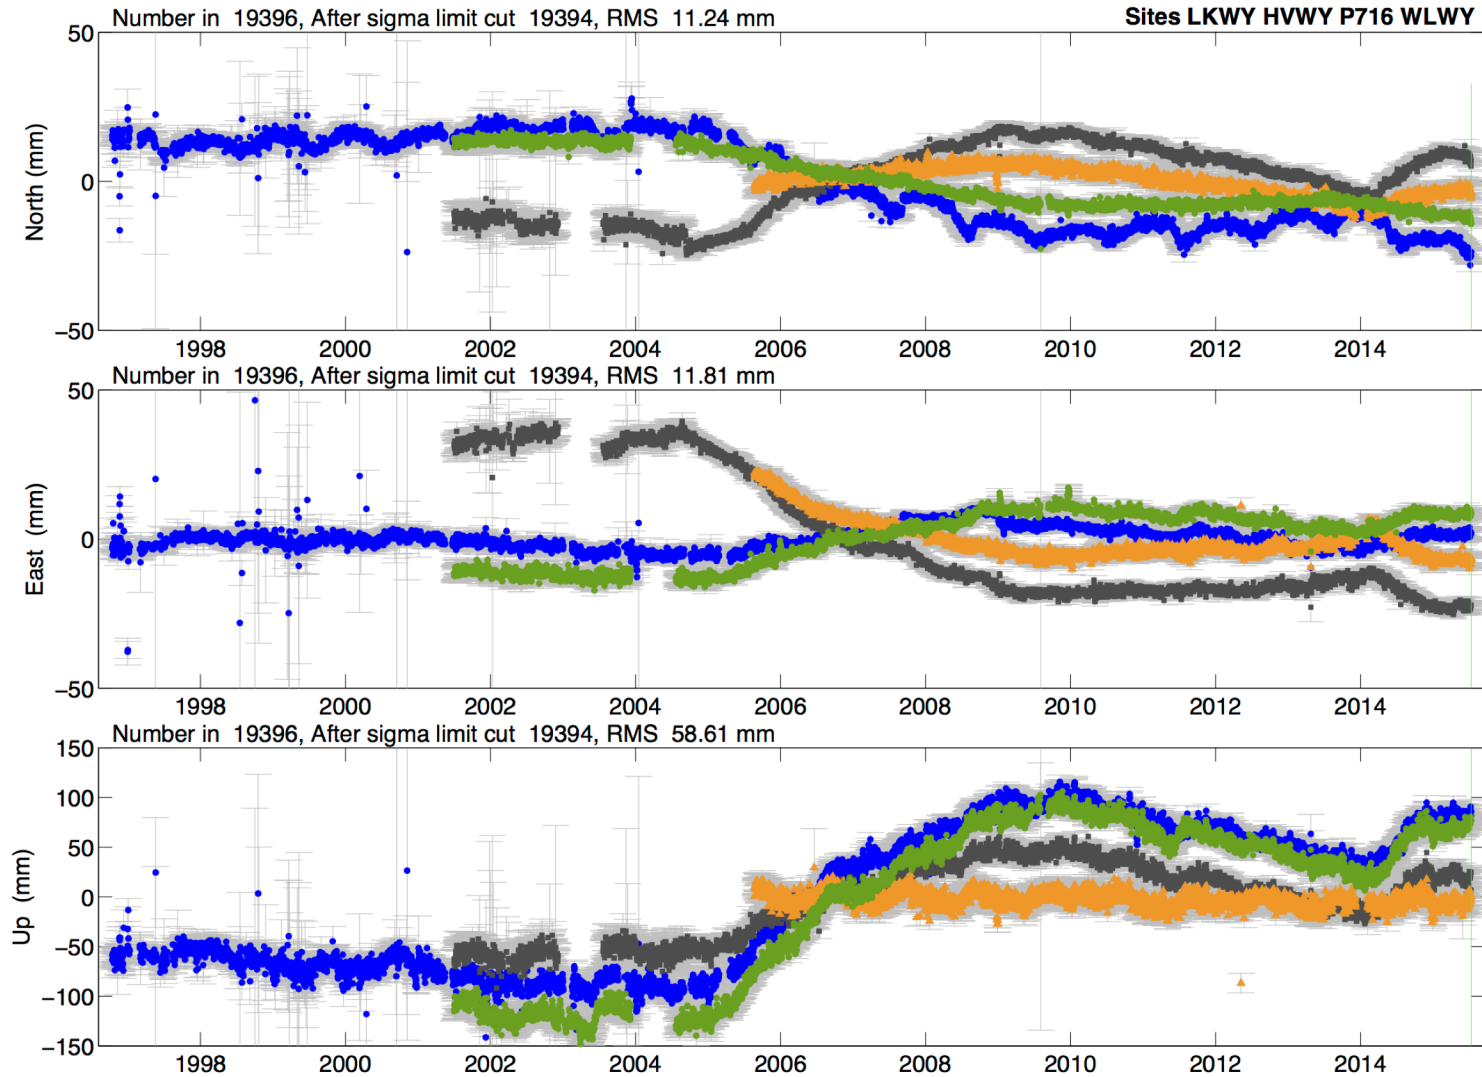 Number in 19396, After sigma limit cut 19394, RMS 11.24 mm
Sites LKWY HVWY P716 WLWY
50
0
−50
North (mm)
1998 2000 2002 2004 2006 2008 2010 2012 2014
Number in 19396, After sigma limit cut 19394, RMS 11.81 mm
50
0
−50
East (mm)
1998 2000 2002 2004 2006 2008 2010 2012 2014
Number in 19396, After sigma limit cut 19394, RMS 58.61 mm
150
100
50
0
−50
−100
−150
Up (mm)
1998 2000 2002 2004 2006 2008 2010 2012 2014